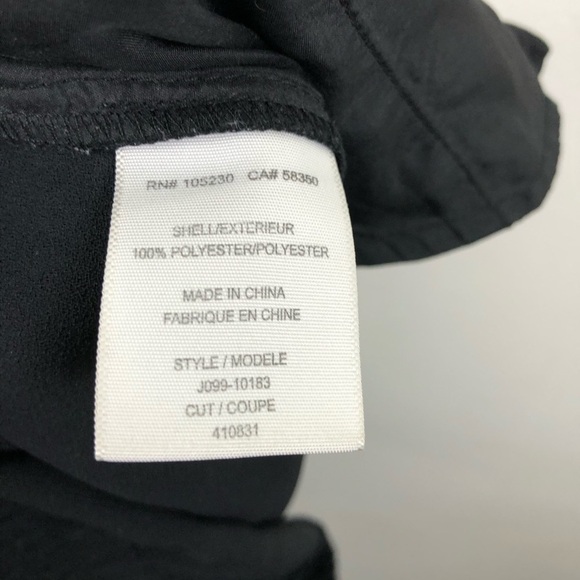 RN# 105230 CA# 58350
SHELL/EXTERIEUR
100% POLYESTER/POLYESTER
MADE IN CHINA
FABRIQUE EN CHINE
STYLE / MODELE
J099-10183
CUT / COUPE
410831